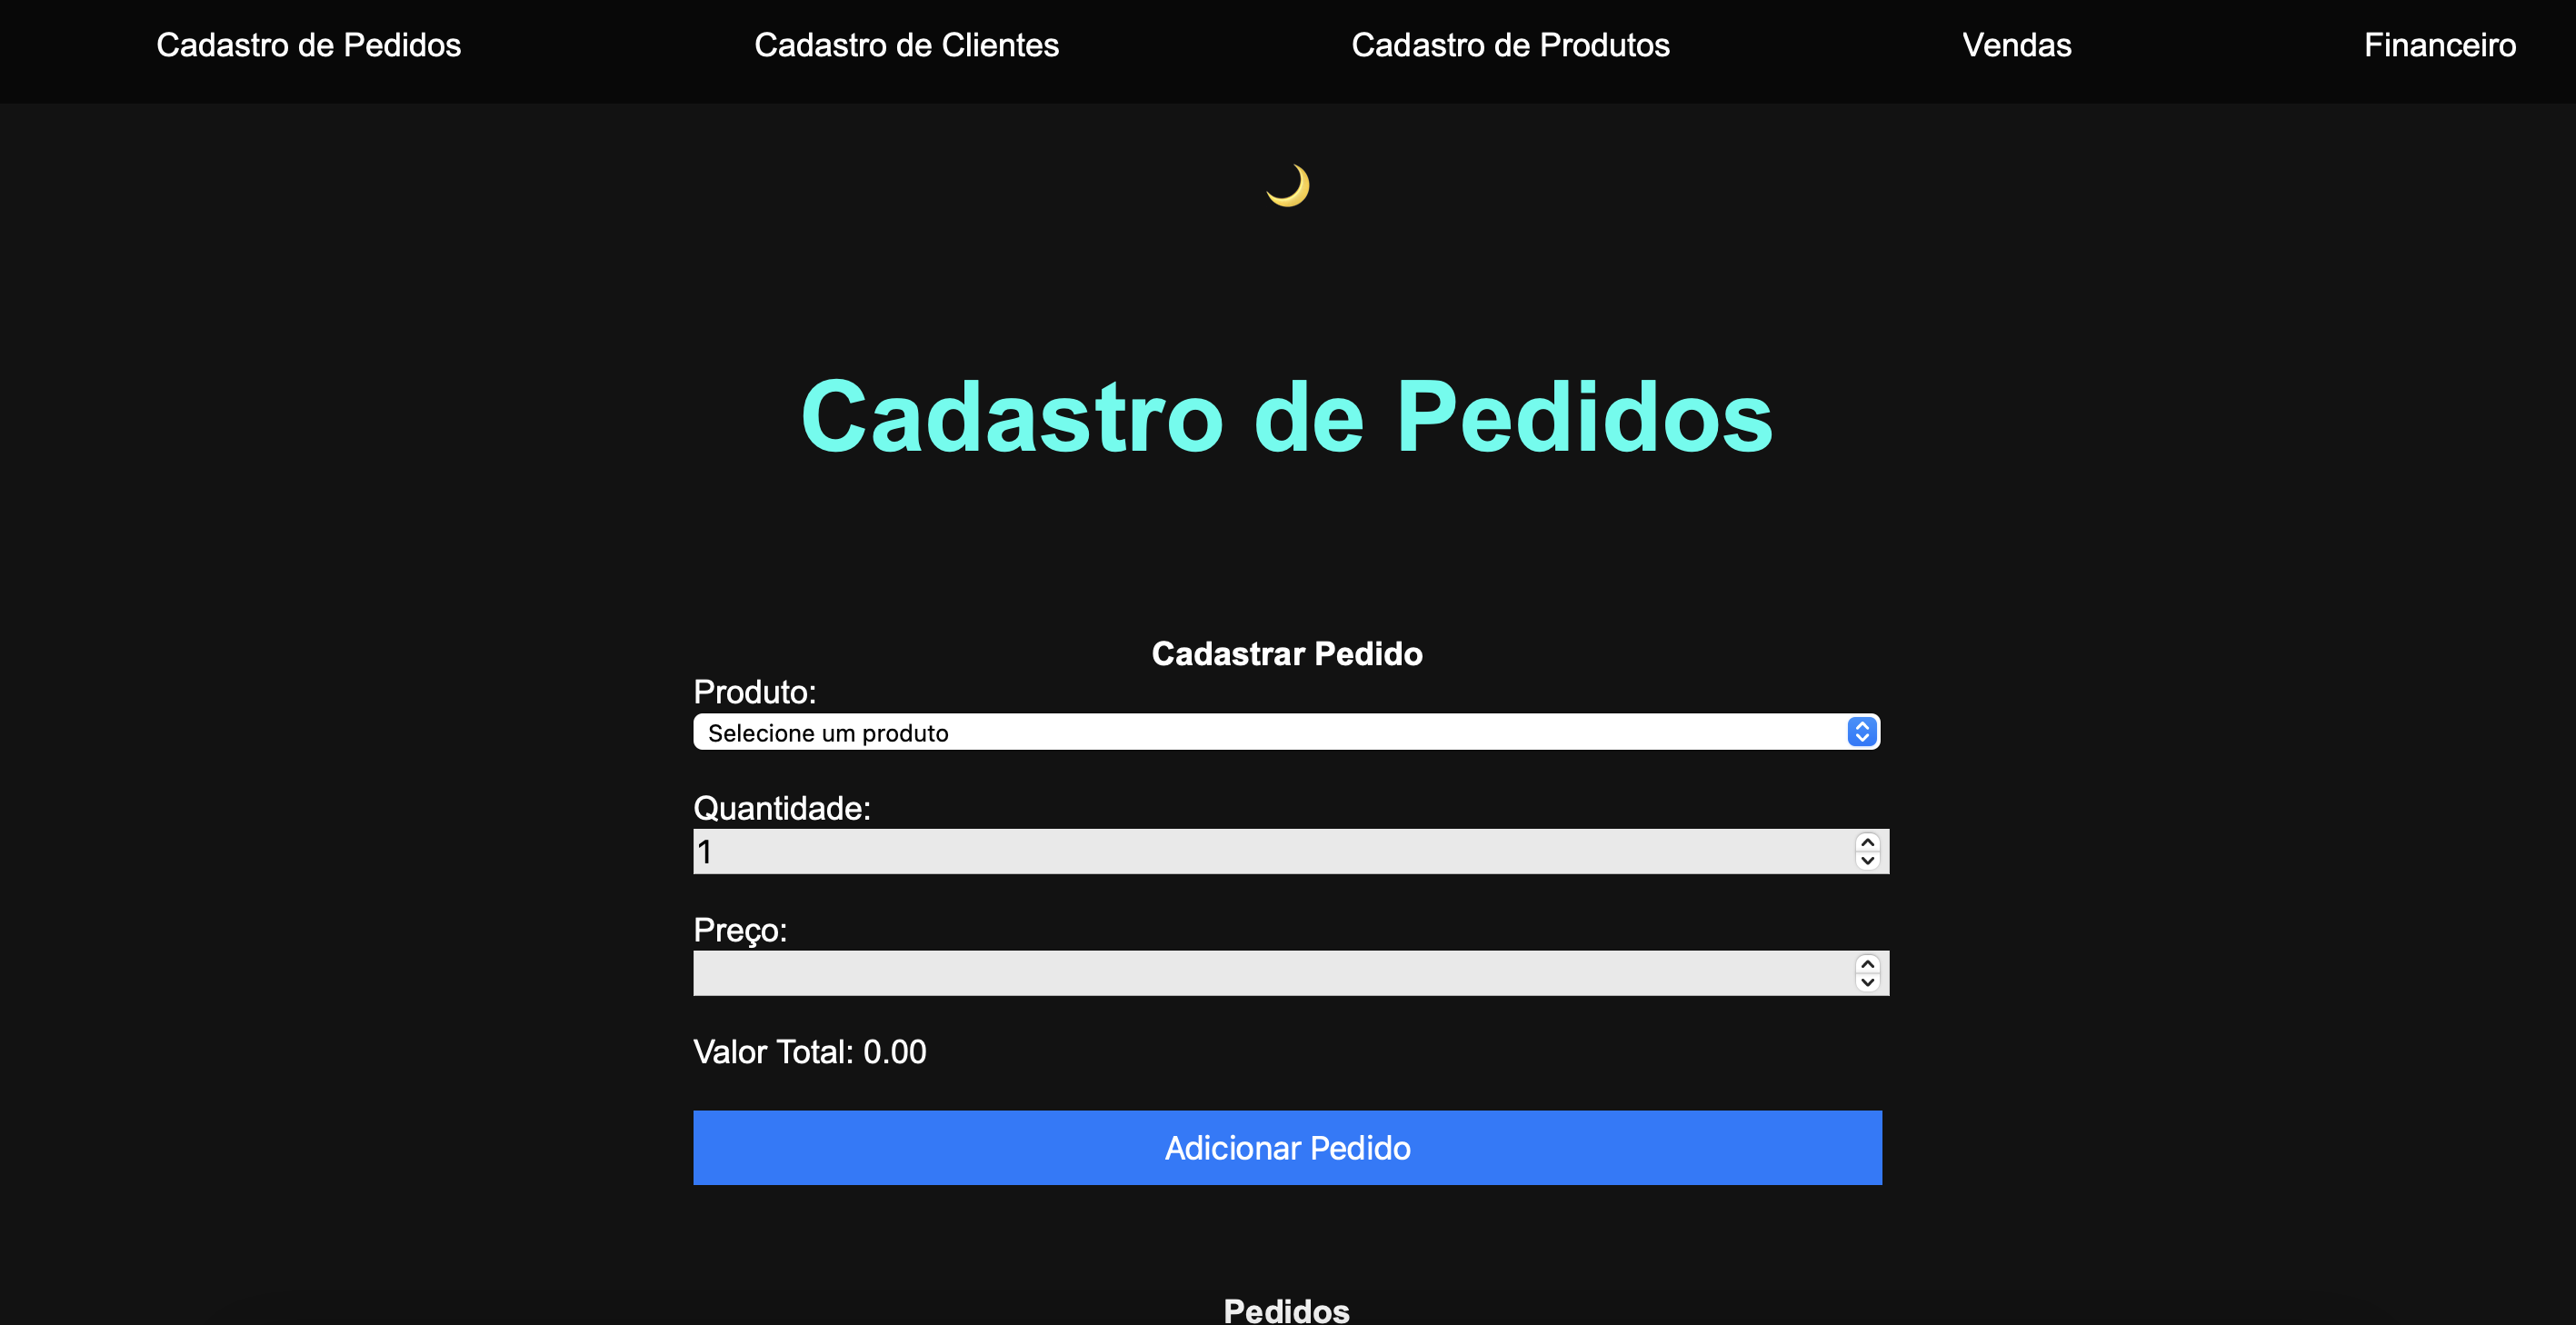 Cadastro de Pedidos
Cadastro de Clientes
Cadastro de Produtos
Vendas
Financeiro
Cadastro de Pedidos
Cadastrar Pedido
Produto:
Selecione um produto
Quantidade:
1
Preço:
Valor Total: 0.00
Adicionar Pedido
Pedidos